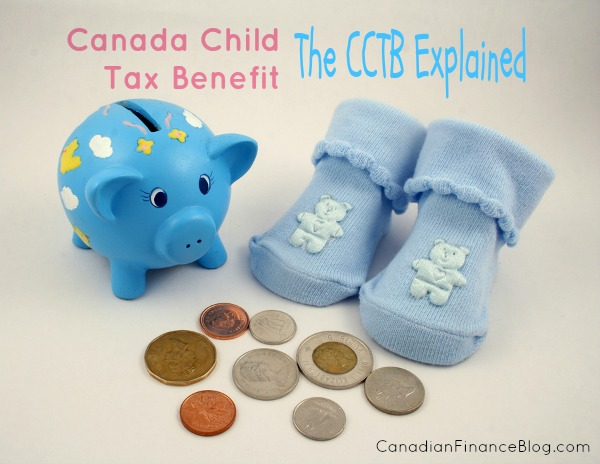 Canada Child
Tax Benefit
The CCTB Explained
CanadianFinanceBlog.com